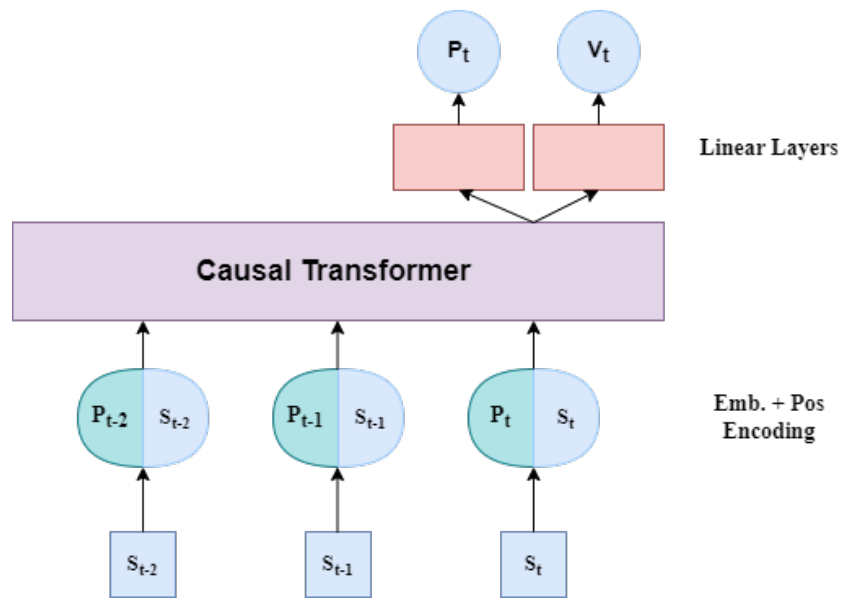 Pt Vt
Linear Layers
Causal Transformer
Pt-2 St-2 Pt-1 St-1 Pt St
Emb. + Pos
Encoding
St-2 St-1 St